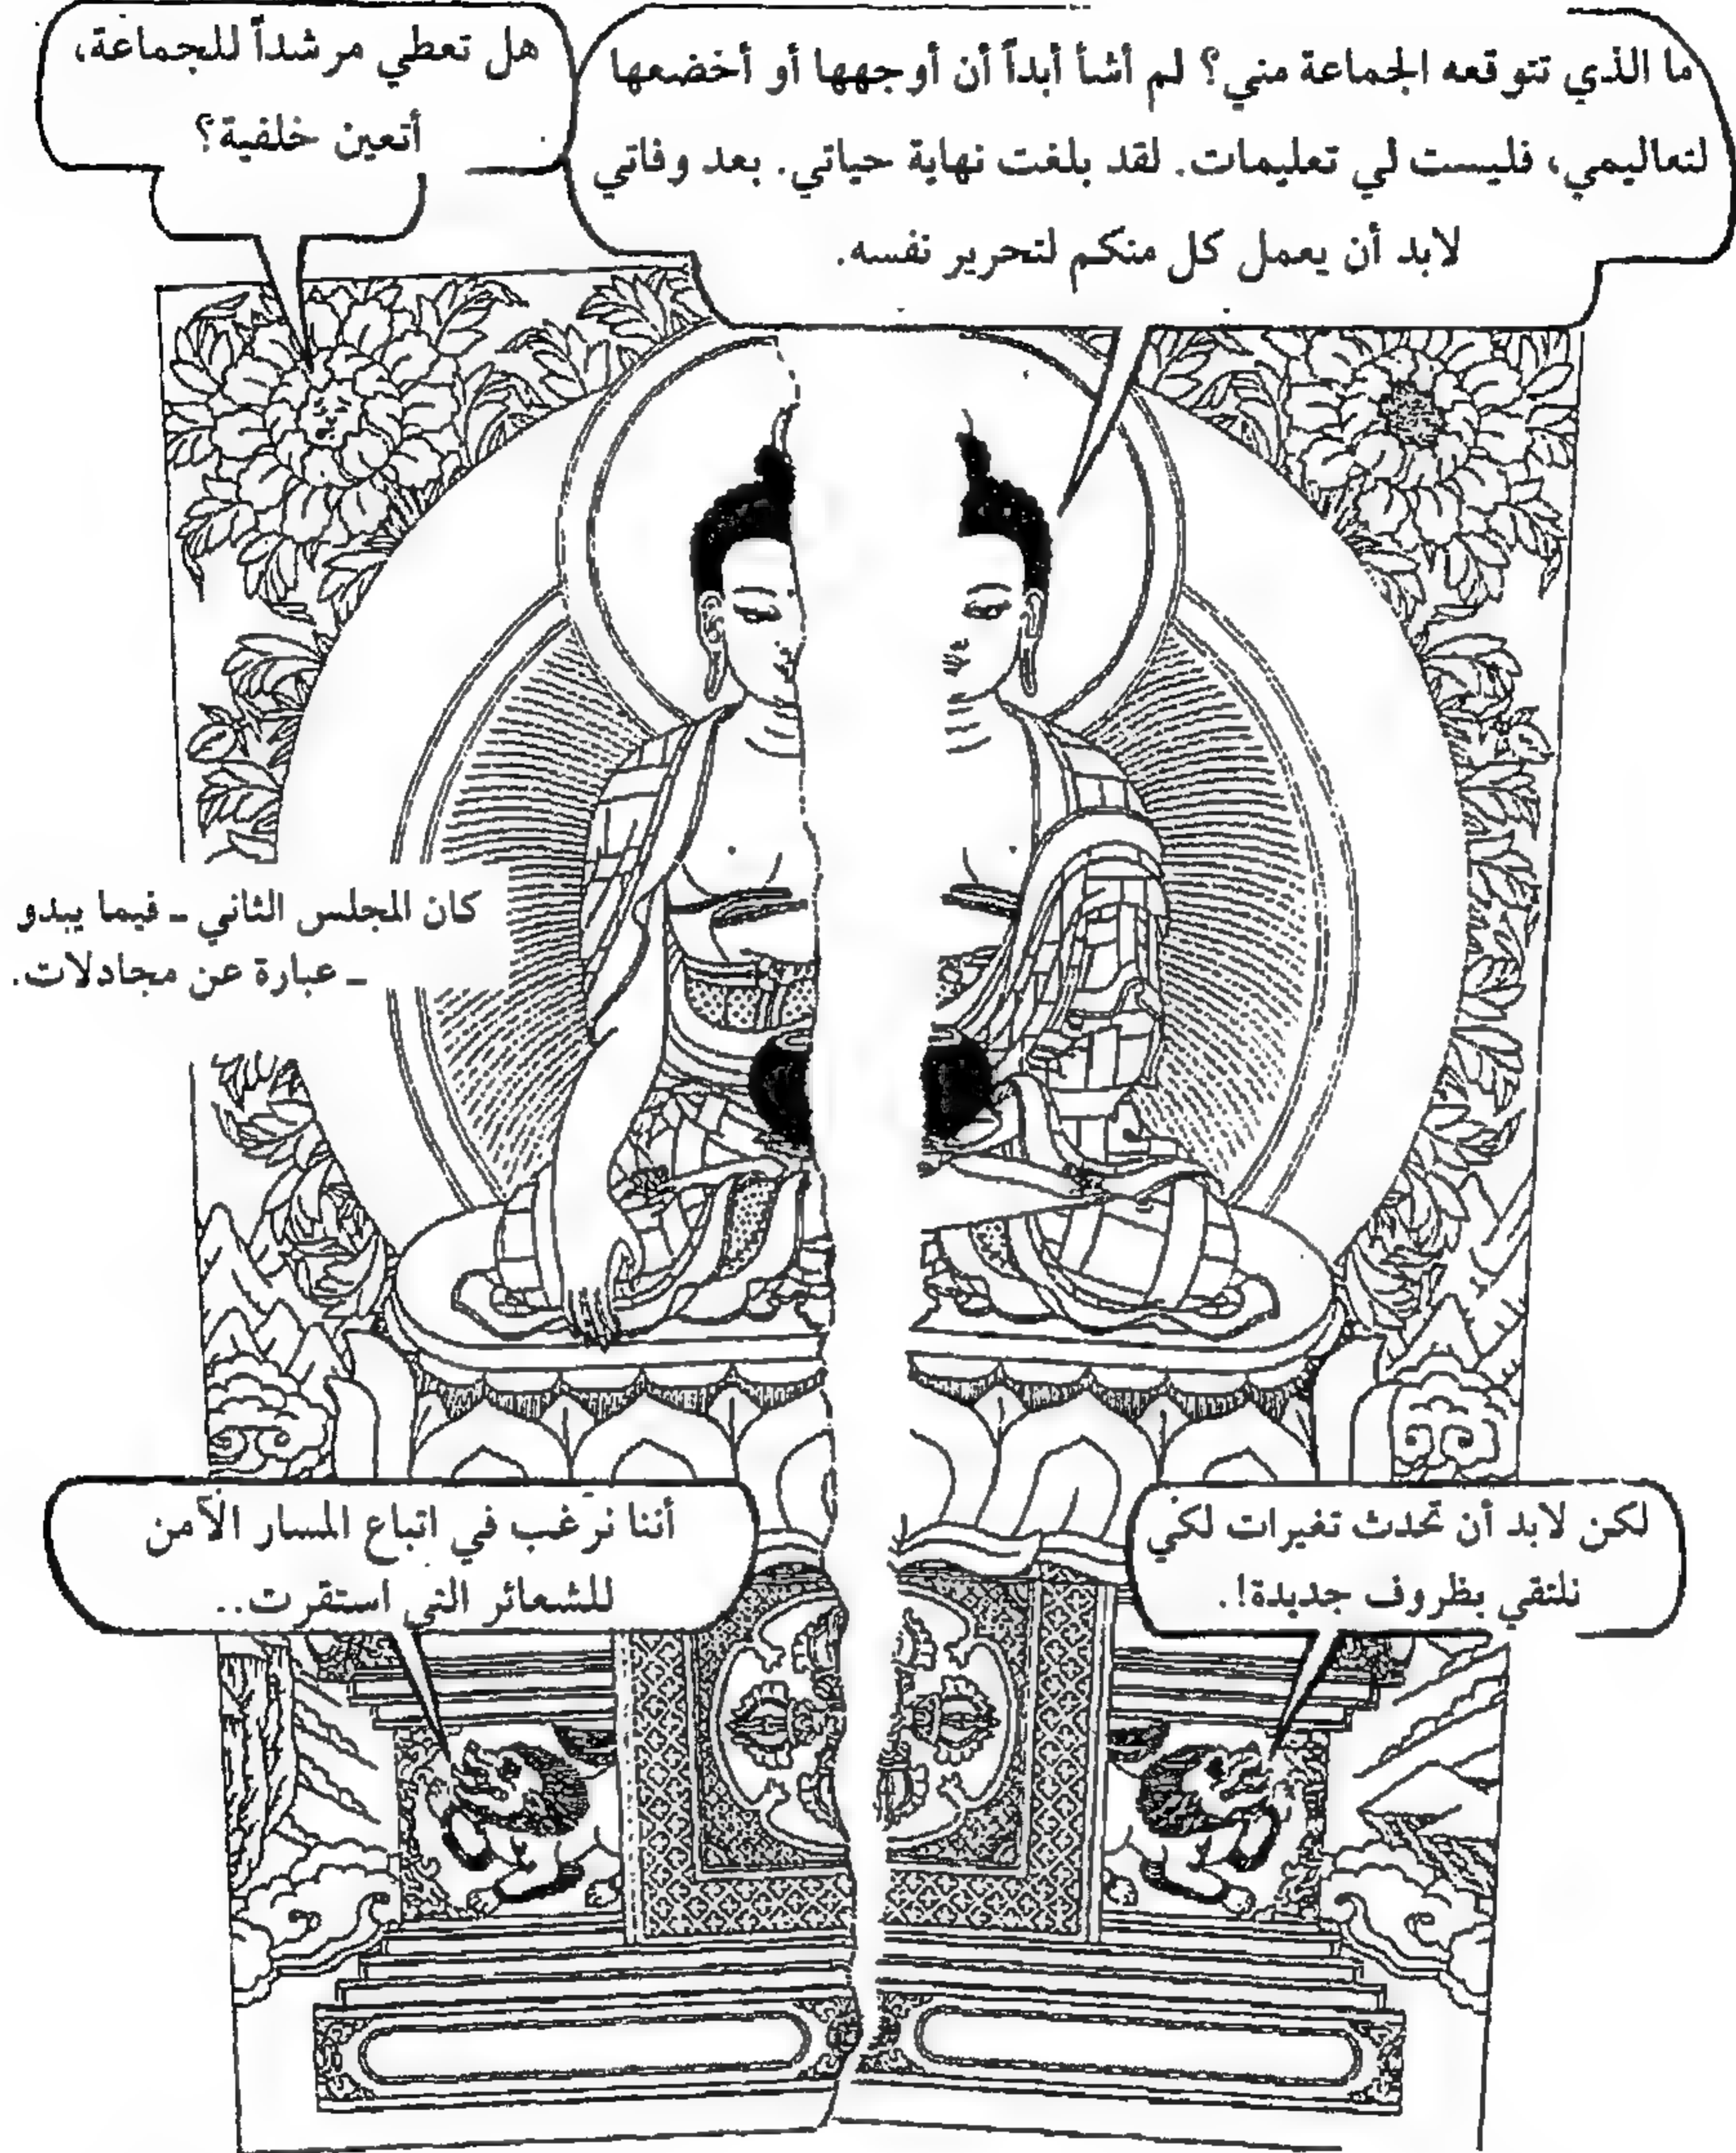 هل تعطي مرشداً للجماعة،
أتعين خلفية؟
ما الذي تتوقعه الجماعة مني؟ لم أشأ أبداً أن أوجهها أو أخضعها
لتعاليمي، فليست لي تعليمات. لقد بلغت نهاية حياتي. بعد وفاتي
لابد أن يعمل كل منكم لتحرير نفسه.
كان المجلس الثاني ـ فيما يبدو
ـ عبارة عن مجادلات.
أننا نرغب في اتباع المسار الآمن
للشعائر التي استقرت..
لكن لابد أن تحدث تغيرات لكي
نلتقي بظروف جديدة!.